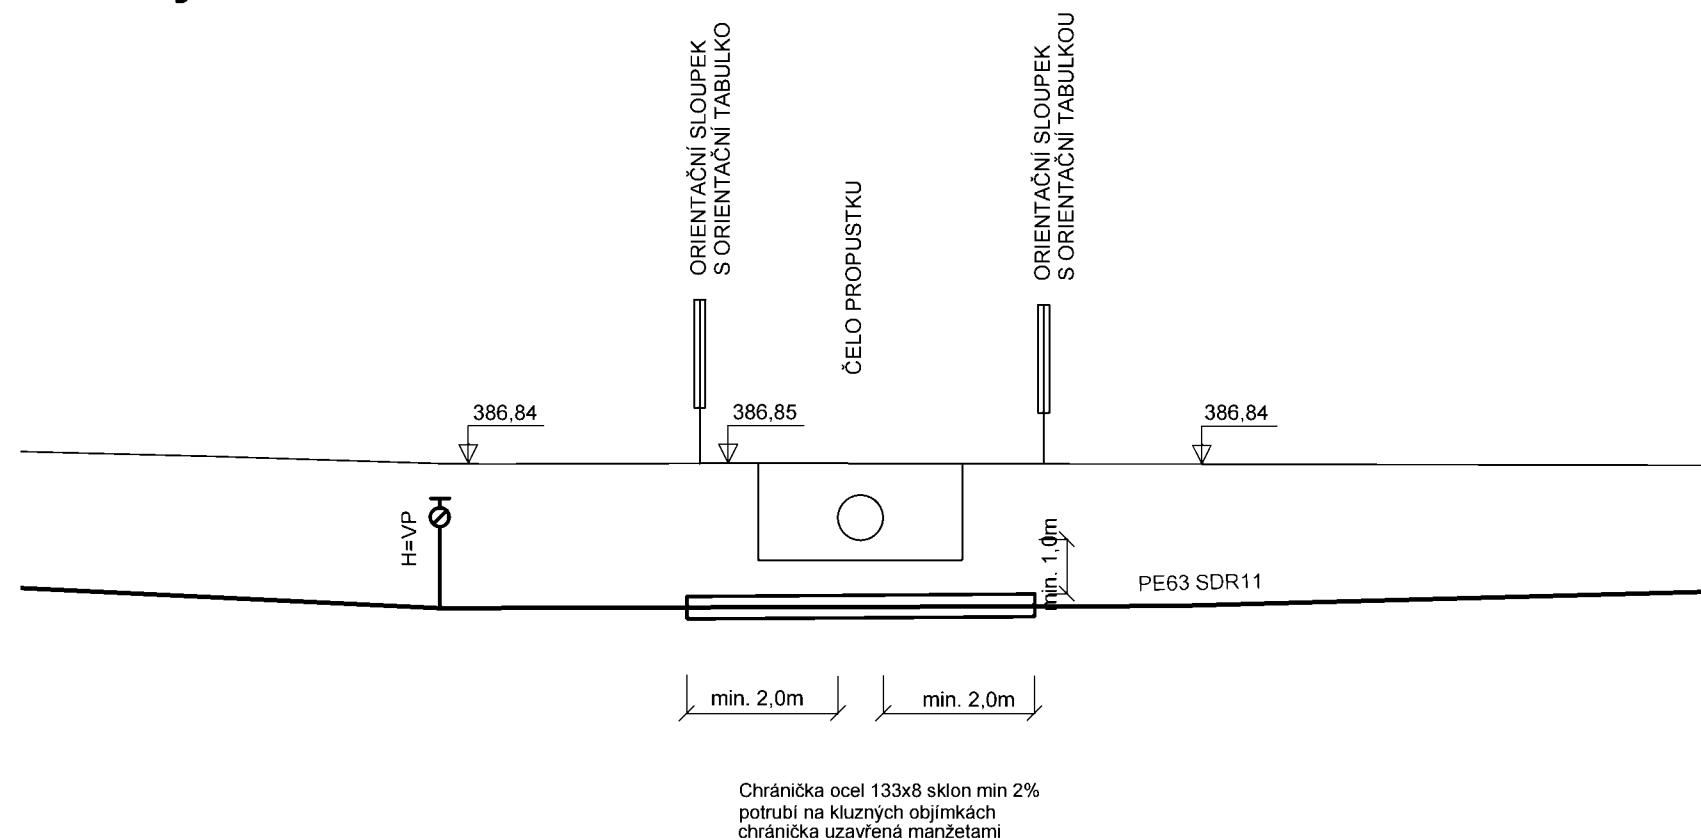 ORIENTAČNÍ SLOUPEK
S ORIENTAČNÍ TABULKO
ČELO PROPUSTKU
ORIENTAČNÍ SLOUPEK
S ORIENTAČNÍ TABULKOU
386,84
386,85
386,84
H=VP
min. 1,0m
PE63 SDR11
min. 2,0m
min. 2,0m
Chránička ocel 133x8 sklon min 2%
potrubí na kluzných objímkách
chránička uzavřená manžetami